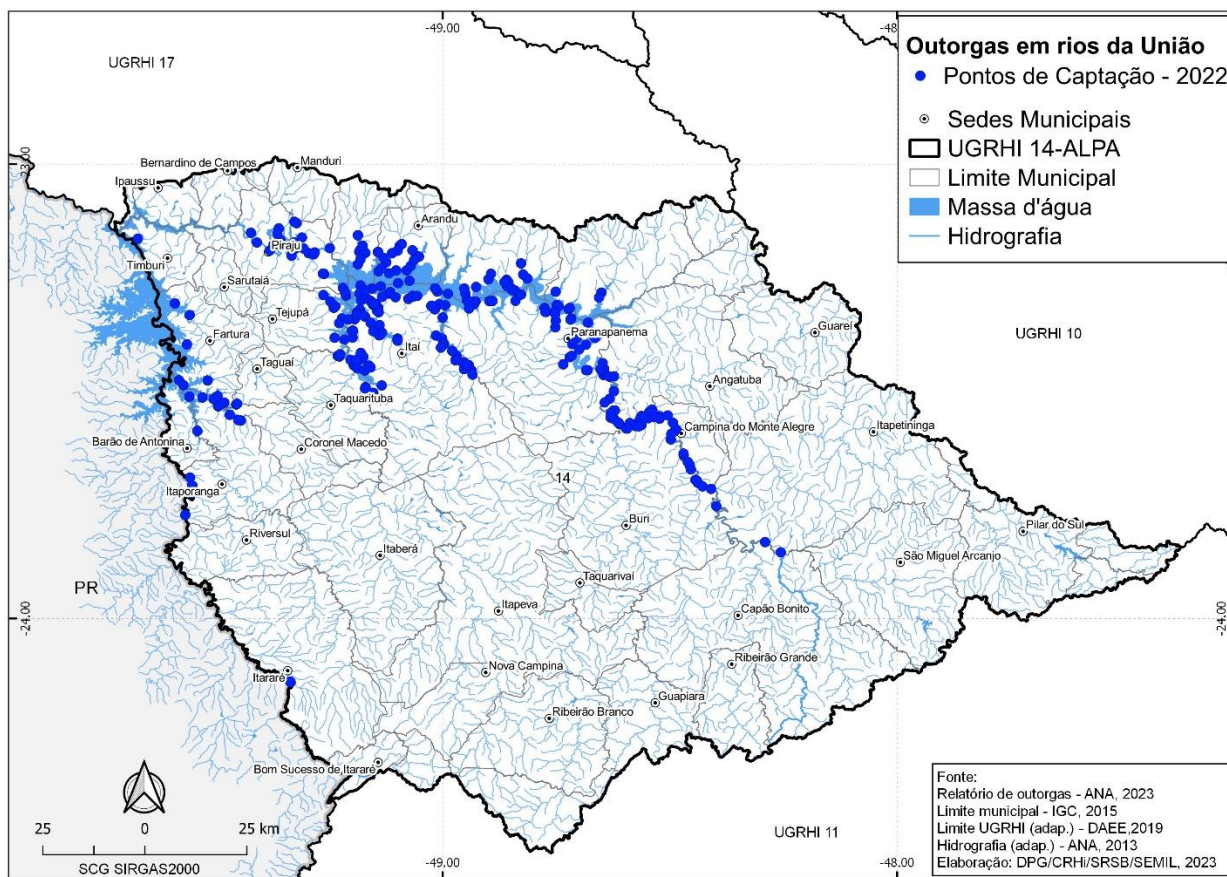 -49.00
-48
UGRHI 17
Outorgas em rios da União
Pontos de Captação - 2022
Sedes Municipais
UGRHI 14-ALPA
Limite Municipal
Massa d'água
Hidrografia
-23.00
Bernardino de Campos
Manduri
Ipaussu
Arandu
Piraju
Timburi
Sarutaiá
Tejupá
Fartura
Itaí
Paranapanema
Guareí
UGRHI 10
Taguaí
Angatuba
Taquarituba
Campina do Monte Alegre
Itapetininga
Barão de Antonina
Coronel Macedo
14
Itaporanga
Buri
Pilar do Sul
Riversul
Itaberá
São Miguel Arcanjo
PR
Taquarivaí
Itapeva
Capão Bonito
-24.00
-24.00
Itararé
Nova Campina
Ribeirão Grande
Guapiara
Ribeirão Branco
Bom Sucesso de Itararé
25 0 25 km
SCG SIRGAS2000
UGRHI 11
-49.00
-48.00
Fonte:
Relatório de outorgas - ANA, 2023
Limite municipal - IGC, 2015
Limite UGRHI (adap.) - DAEE,2019
Hidrografia (adap.) - ANA, 2013
Elaboração: DPG/CRHi/SRSB/SEMIL, 2023